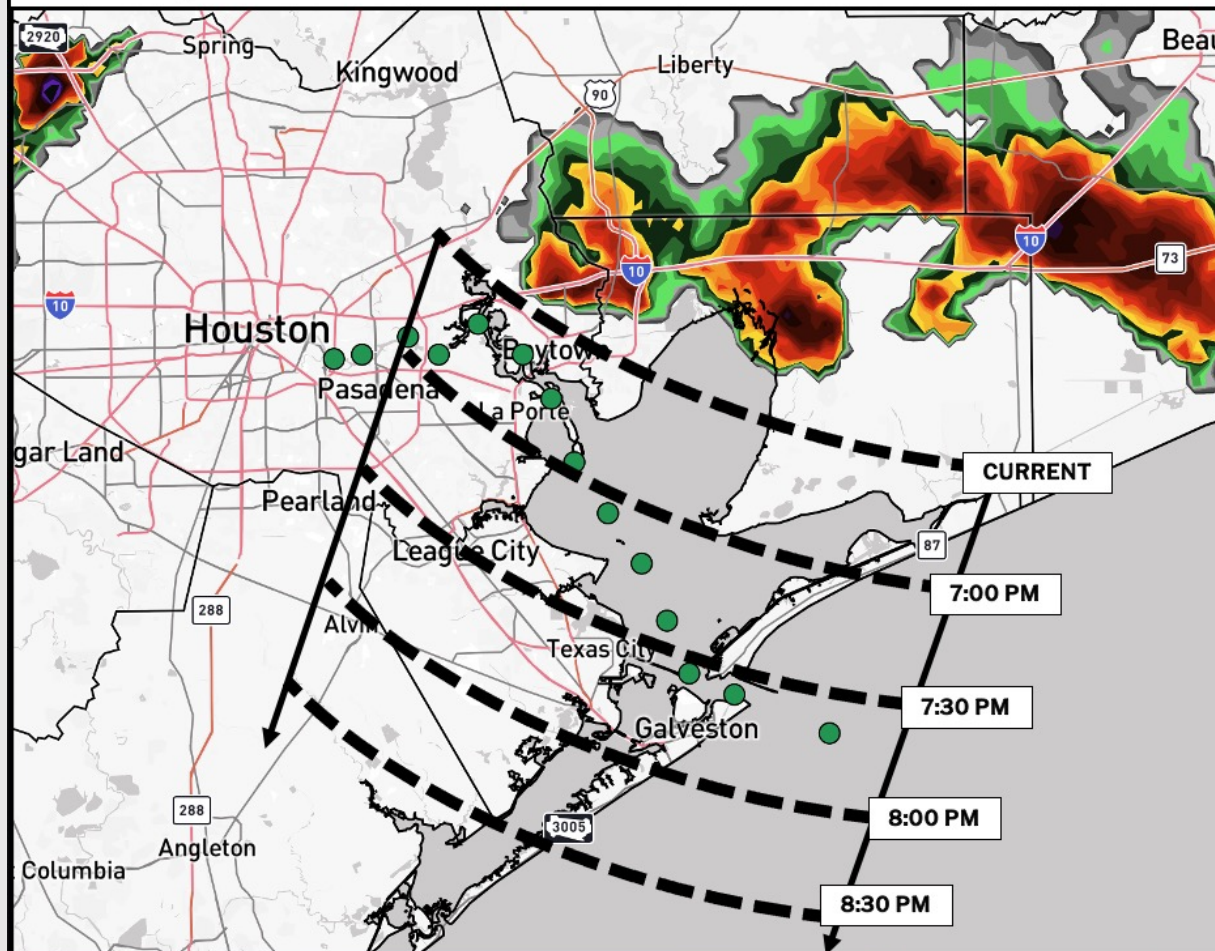 2920
Spring
Kingwood
Liberty
Beau
90
10
10
10
73
Houston
Baytown
Pasadena
La Porte
gar Land
CURRENT
Pearland
League City
87
7:00 PM
288
Alvin
Texas City
7:30 PM
Galveston
288
8:00 PM
3005
Angleton
Columbia
8:30 PM